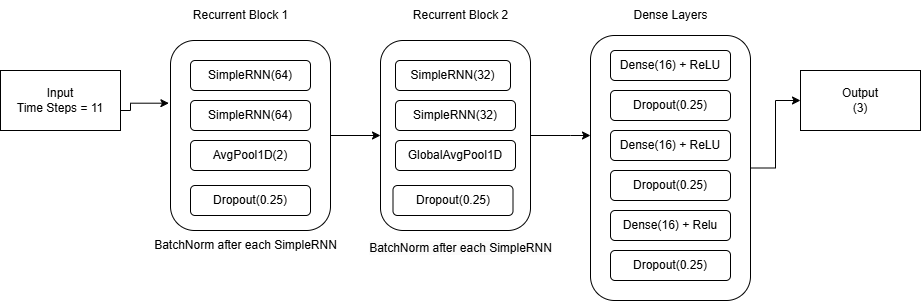 Recurrent Block 1
Recurrent Block 2
Dense Layers
Input
Time Steps = 11
SimpleRNN(64)
SimpleRNN(64)
AvgPool1D(2)
Dropout(0.25)
BatchNorm after each SimpleRNN
SimpleRNN(32)
SimpleRNN(32)
GlobalAvgPool1D
Dropout(0.25)
BatchNorm after each SimpleRNN
Dense(16) + ReLU
Dropout(0.25)
Dense(16) + ReLU
Dropout(0.25)
Dense(16) + Relu
Dropout(0.25)
Output
(3)